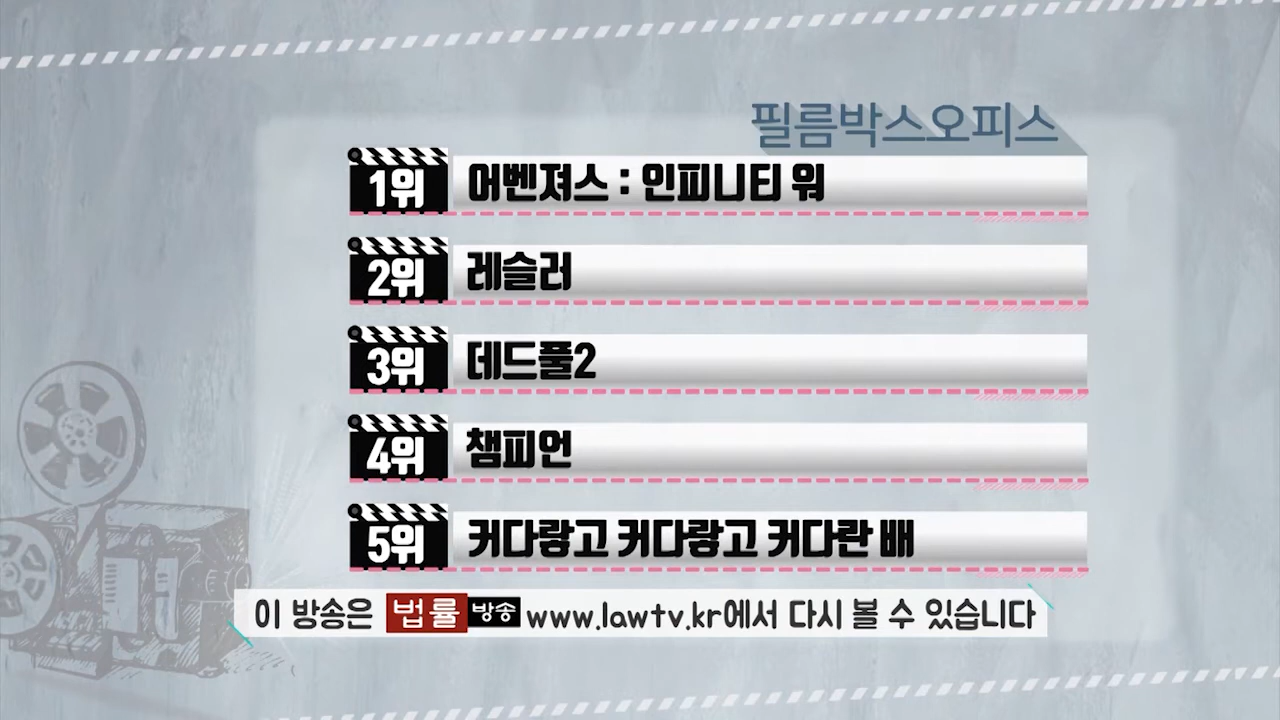 필름박스오피스
1위 어벤져스 : 인피니티 워
2위 레슬러
3위 데드풀2
4위 챔피언
5위 커다랗고 커다랗고 커다란 배
이 방송은 법률방송 www.lawtv.kr에서 다시 볼 수 있습니다